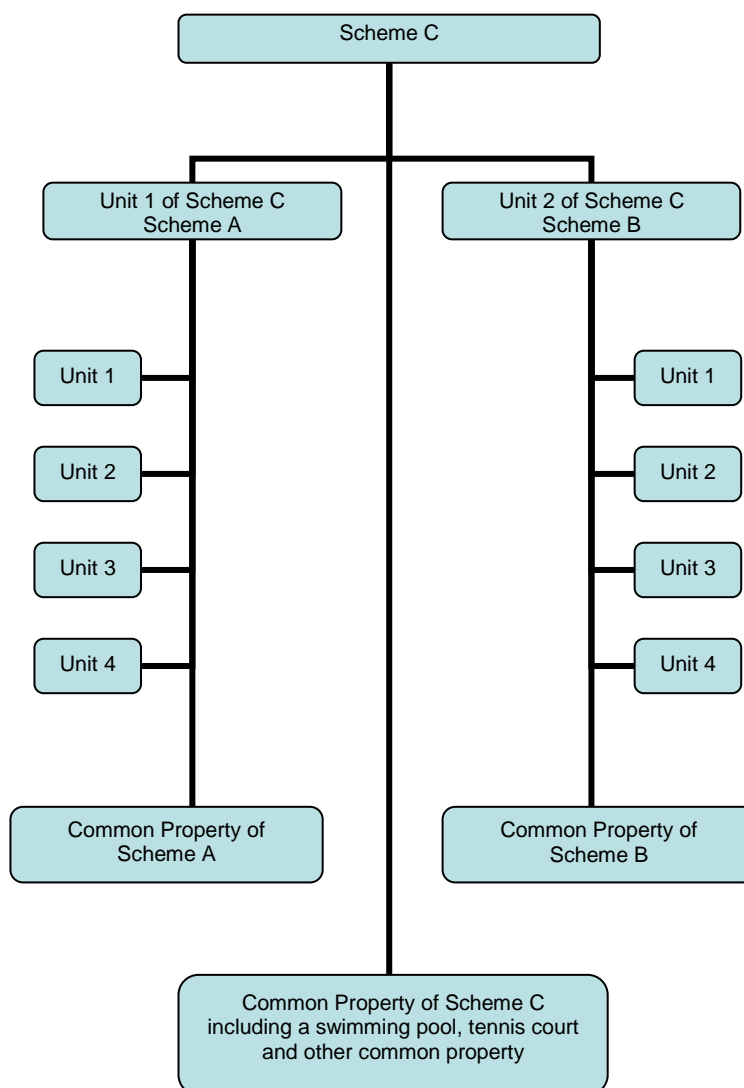 Scheme C
Unit 1 of Scheme C
Scheme A
Unit 2 of Scheme C
Scheme B
Unit 1
Unit 1
Unit 2
Unit 2
Unit 3
Unit 3
Unit 4
Unit 4
Common Property of
Scheme A
Common Property of
Scheme B
Common Property of Scheme C
including a swimming pool, tennis court
and other common property